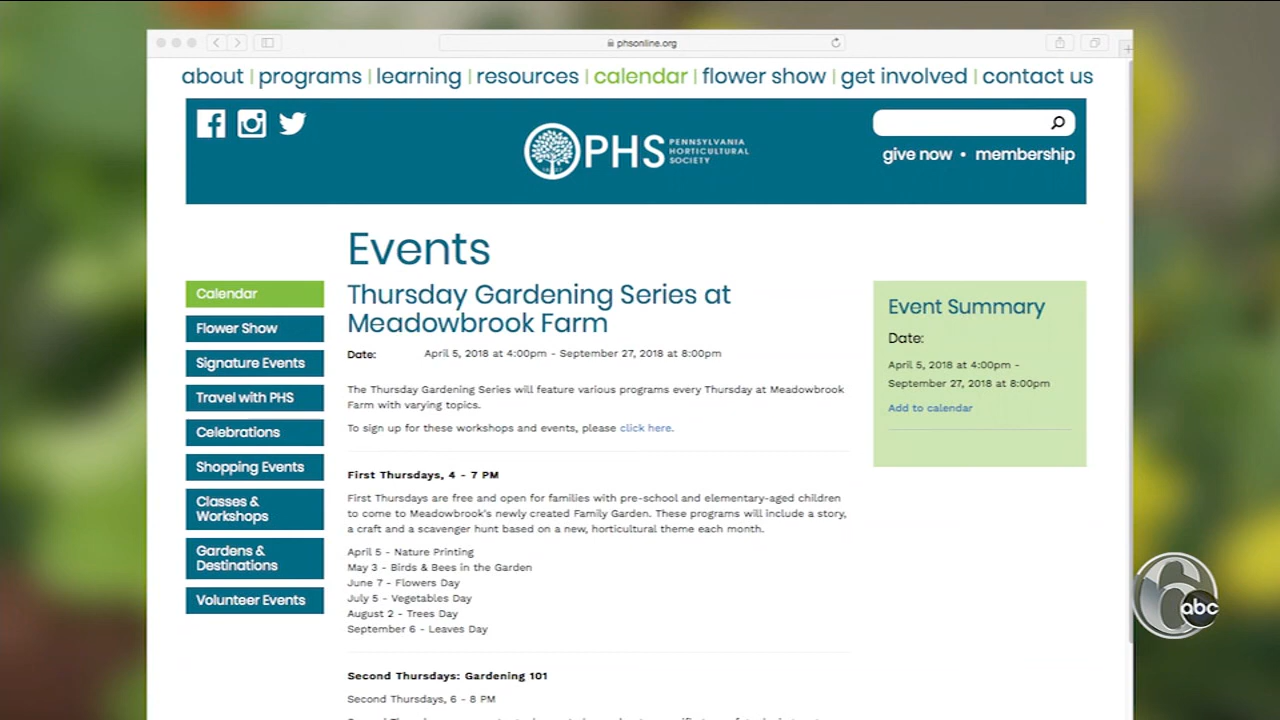 phsonline.org
about | programs | learning | resources | calendar | flower show | get involved | contact us
PHS PENNSYLVANIA
HORTICULTURAL
SOCIETY
give now • membership
Events
Calendar
Flower Show
Signature Events
Travel with PHS
Celebrations
Shopping Events
Classes &
Workshops
Gardens &
Destinations
Volunteer Events
Thursday Gardening Series at
Meadowbrook Farm
Date: April 5, 2018 at 4:00pm - September 27, 2018 at 8:00pm
The Thursday Gardening Series will feature various programs every Thursday at Meadowbrook
Farm with varying topics.
To sign up for these workshops and events, please click here.
First Thursdays, 4 - 7 PM
First Thursdays are free and open for families with pre-school and elementary-aged children
to come to Meadowbrook's newly created Family Garden. These programs will include a story,
a craft and a scavenger hunt based on a new, horticultural theme each month.
April 5 - Nature Printing
May 3 - Birds & Bees in the Garden
June 7 - Flowers Day
July 5 - Vegetables Day
August 2 - Trees Day
September 6 - Leaves Day
Second Thursdays: Gardening 101
Second Thursdays, 6 - 8 PM
Event Summary
Date:
April 5, 2018 at 4:00pm -
September 27, 2018 at 8:00pm
Add to calendar
6 abc